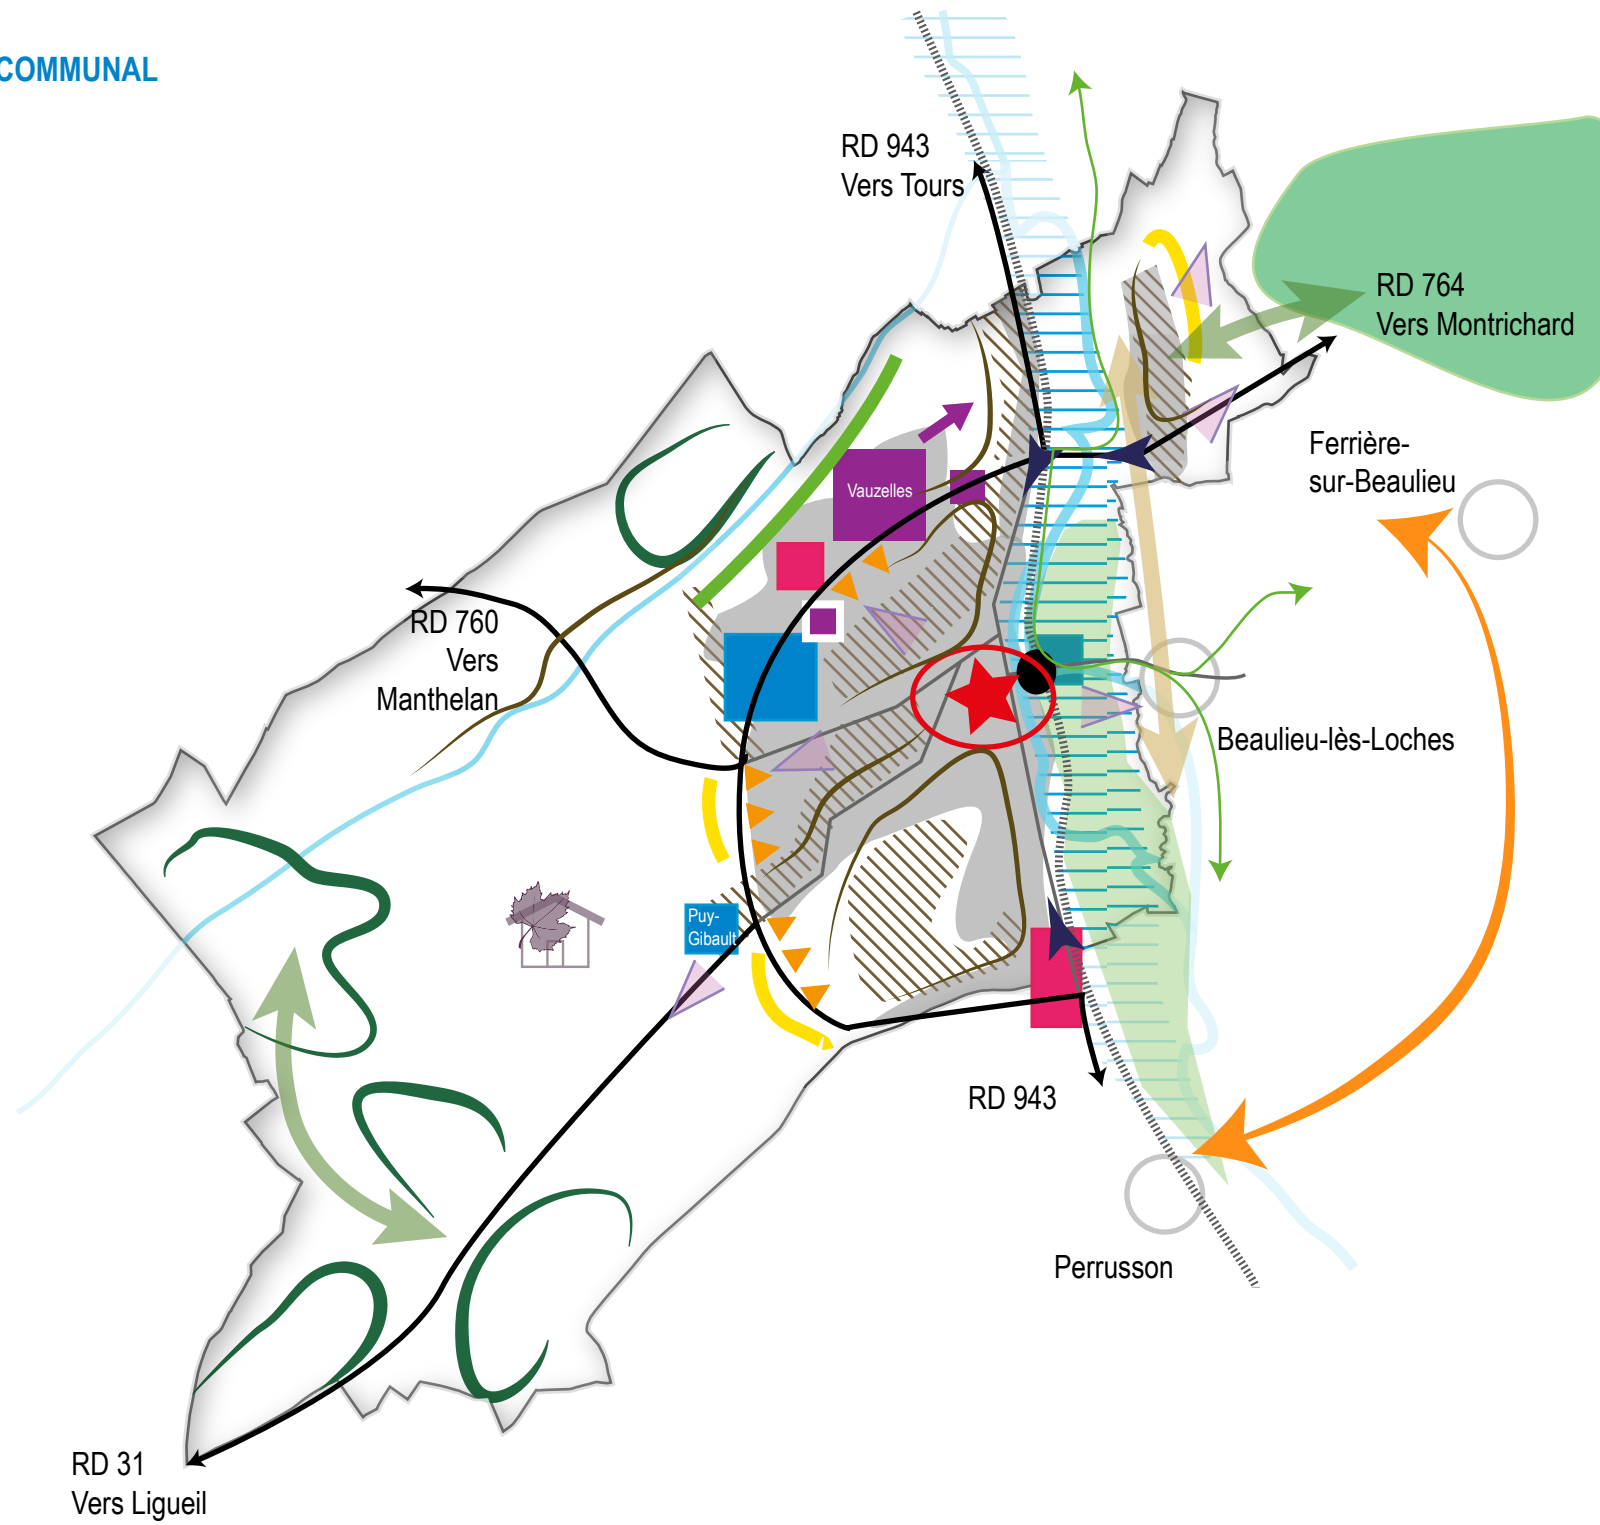 COMMUNAL
RD 943
Vers Tours
RD 764
Vers Montrichard
Ferrière-
sur-Beaulieu
Vauzelles
RD 760
Vers
Manthelan
Beaulieu-lès-Loches
Puy-
Gibault
RD 943
Perrusson
RD 31
Vers Ligueil